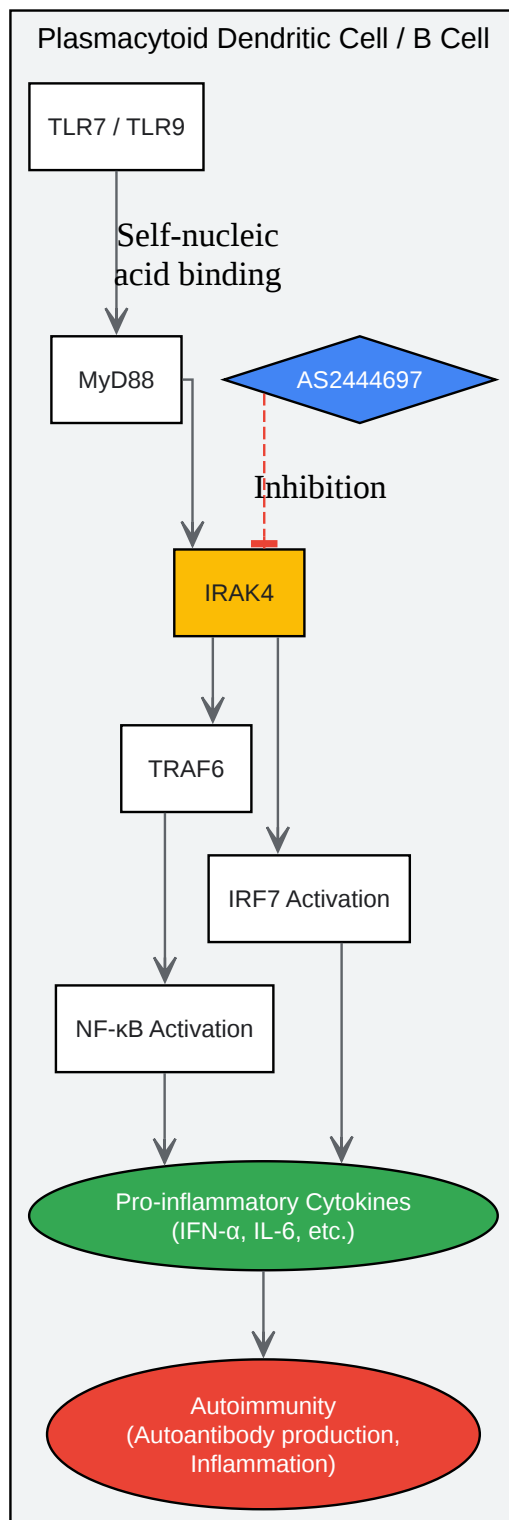 Plasmacytoid Dendritic Cell / B Cell
TLR7 / TLR9
Self-nucleic
acid binding
MyD88
AS2444697
Inhibition
IRAK4
TRAF6
IRF7 Activation
NF-κB Activation
Pro-inflammatory Cytokines
(IFN-α, IL-6, etc.)
Autoimmunity
(Autoantibody production,
Inflammation)